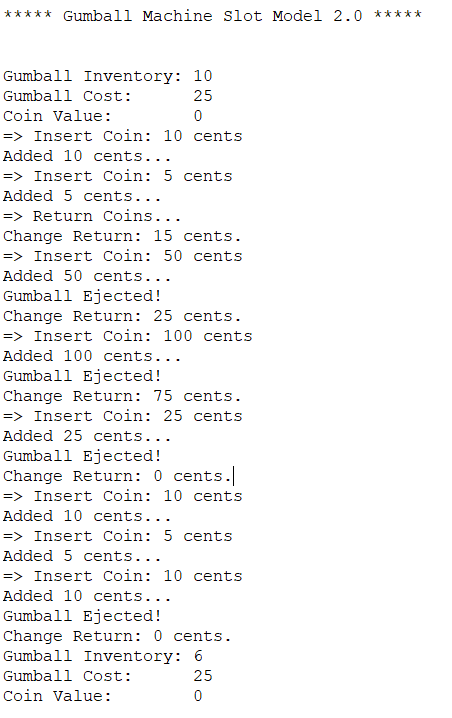 ***** Gumball Machine Slot Model 2.0 *****
Gumball Inventory: 10
Gumball Cost:      25
Coin Value:        0
=> Insert Coin: 10 cents
Added 10 cents...
=> Insert Coin: 5 cents
Added 5 cents...
=> Return Coins...
Change Return: 15 cents.
=> Insert Coin: 50 cents
Added 50 cents...
Gumball Ejected!
Change Return: 25 cents.
=> Insert Coin: 100 cents
Added 100 cents...
Gumball Ejected!
Change Return: 75 cents.
=> Insert Coin: 25 cents
Added 25 cents...
Gumball Ejected!
Change Return: 0 cents.
=> Insert Coin: 10 cents
Added 10 cents...
=> Insert Coin: 5 cents
Added 5 cents...
=> Insert Coin: 10 cents
Added 10 cents...
Gumball Ejected!
Change Return: 0 cents.
Gumball Inventory: 6
Gumball Cost:      25
Coin Value:        0